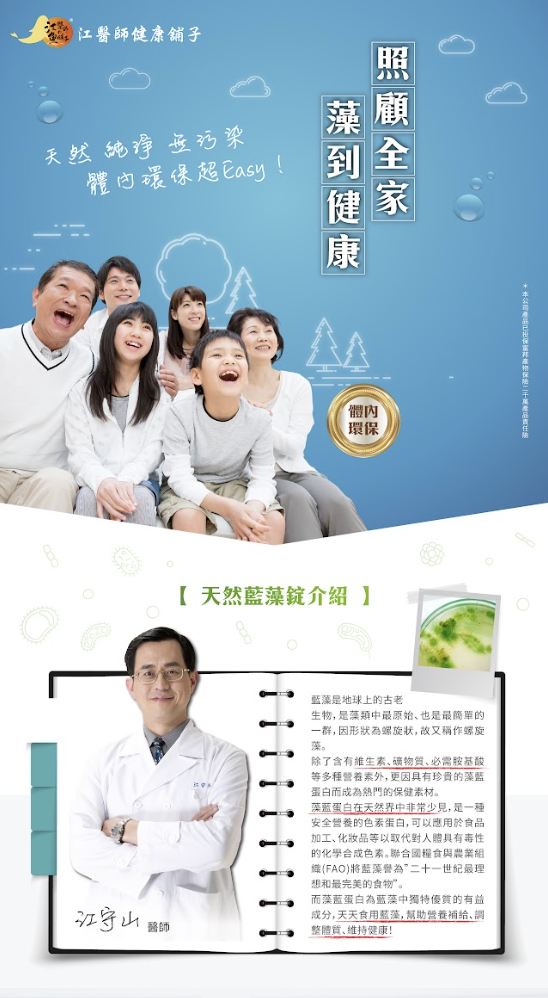 江醫師健康鋪子
照顧全家
藻到健康
天然 純淨 無污染
體內環保超Easy！
＊本公司產品已投保富邦產物保險二千萬產品責任險
體內
環保
【 天然藍藻錠介紹 】
藍藻是地球上的古老
生物，是藻類中最原始、也是最簡單的
一群，因形狀為螺旋狀，故又稱作螺旋
藻。
除了含有維生素、礦物質、必需胺基酸
等多種營養素外，更因具有珍貴的藻藍
蛋白而成為熱門的保健素材。
藻藍蛋白在天然界中非常少見，是一種
安全營養的色素蛋白，可以應用於食品
加工、化妝品等以取代對人體具有毒性
的化學合成色素。聯合國糧食與農業組
織(FAO)將藍藻譽為”二十一世紀最理
想和最完美的食物”。
而藻藍蛋白為藍藻中獨特優質的有益
成分，天天食用藍藻，幫助營養補給、調
整體質、維持健康！
江守山 醫師